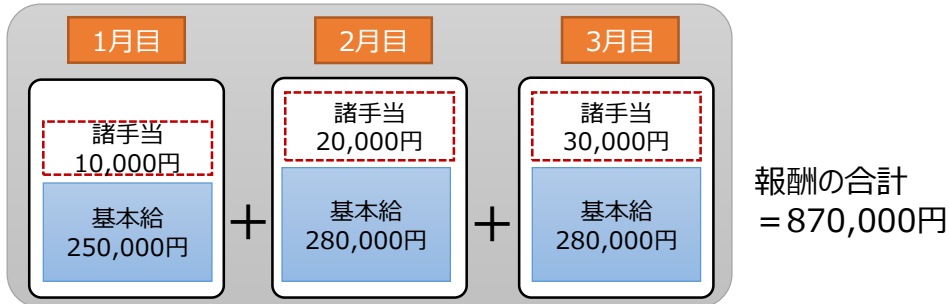 1月目
2月目
3月目
諸手当
10,000円
基本給
250,000円
+
諸手当
20,000円
基本給
280,000円
+
諸手当
30,000円
基本給
280,000円
報酬の合計
=870,000円